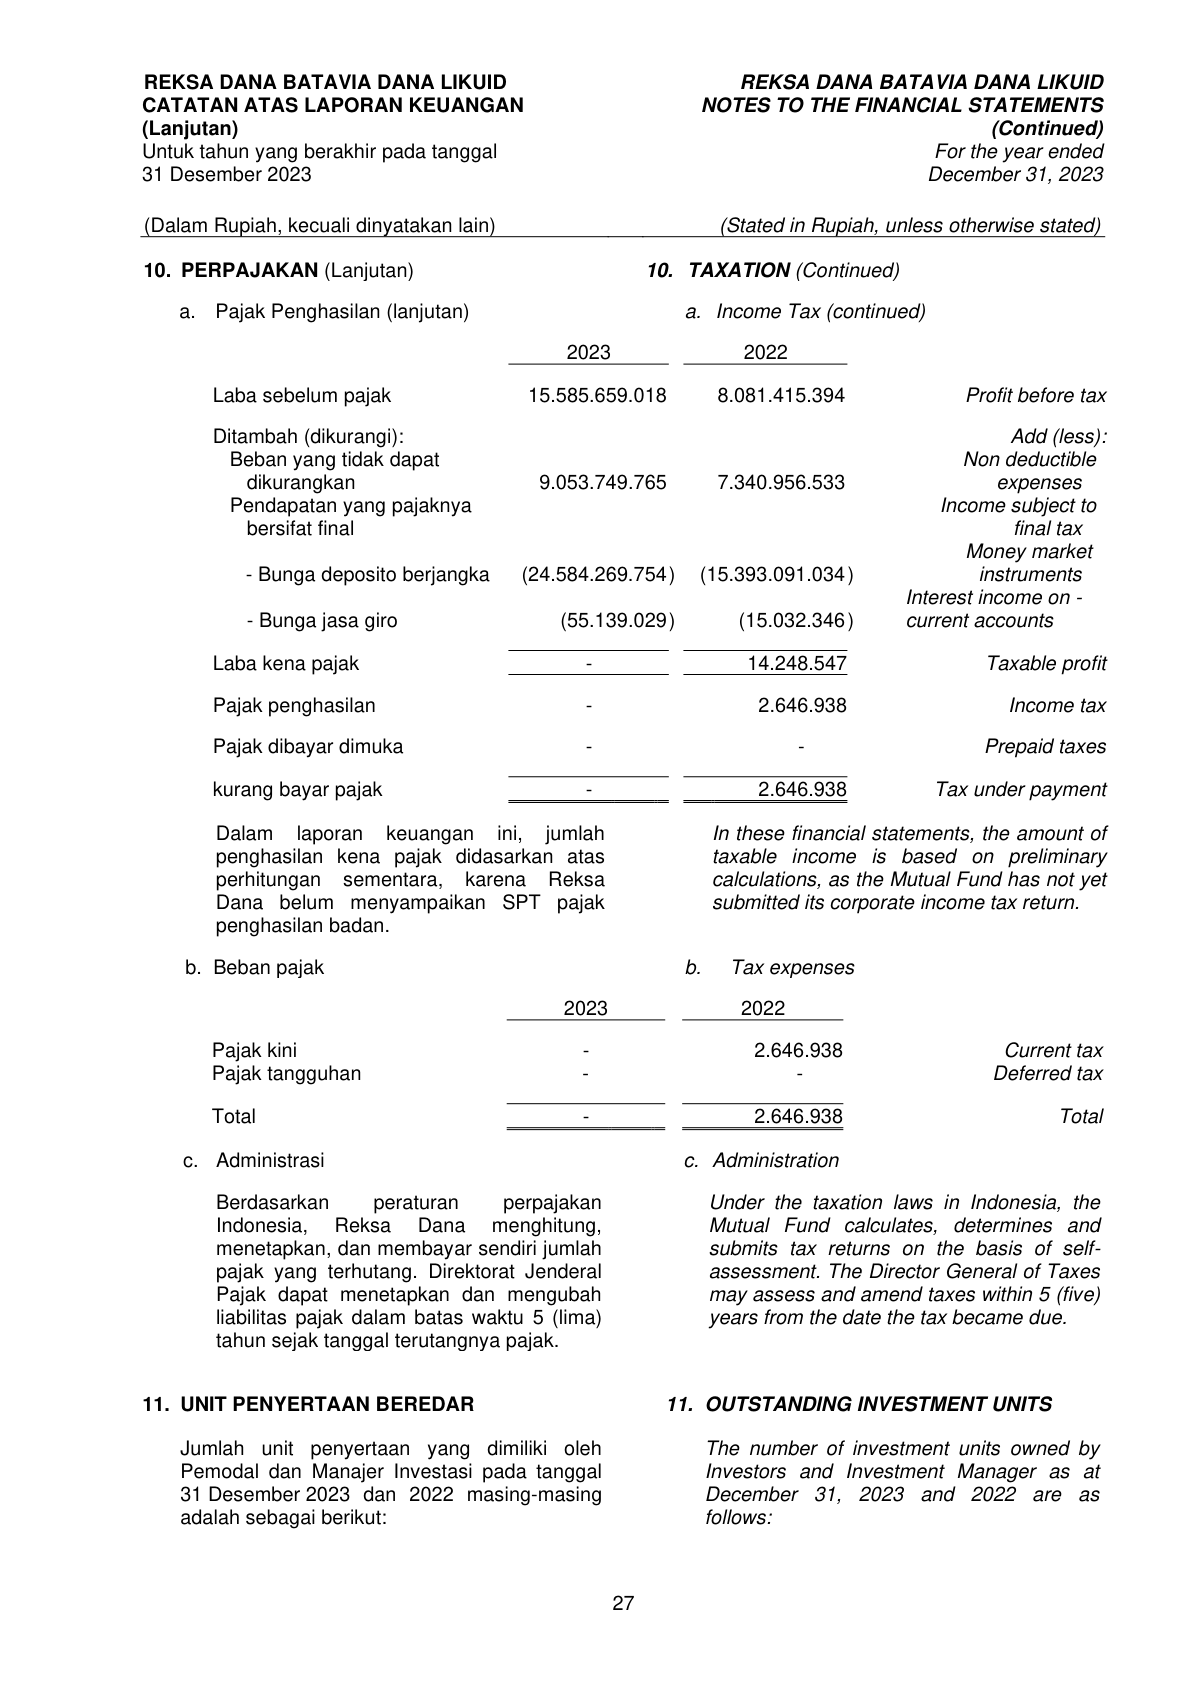 REKSA DANA BATAVIA DANA LIKUID
CATATAN ATAS LAPORAN KEUANGAN
(Lanjutan)
Untuk tahun yang berakhir pada tanggal
31 Desember 2023
REKSA DANA BATAVIA DANA LIKUID
NOTES TO THE FINANCIAL STATEMENTS
(Continued)
For the year ended
December 31, 2023
(Dalam Rupiah, kecuali dinyatakan lain) (Stated in Rupiah, unless otherwise stated)
10. PERPAJAKAN (Lanjutan) 10. TAXATION (Continued)
a. Pajak Penghasilan (lanjutan) a. Income Tax (continued)
2023 2022
Laba sebelum pajak 15.585.659.018 8.081.415.394 Profit before tax
Ditambah (dikurangi): Add (less):
Beban yang tidak dapat Non deductible
dikurangkan 9.053.749.765 7.340.956.533 expenses
Pendapatan yang pajaknya Income subject to
bersifat final final tax
Money market
- Bunga deposito berjangka (24.584.269.754) (15.393.091.034) instruments
Interest income on -
- Bunga jasa giro (55.139.029) (15.032.346) current accounts
Laba kena pajak - 14.248.547 Taxable profit
Pajak penghasilan - 2.646.938 Income tax
Pajak dibayar dimuka - - Prepaid taxes
kurang bayar pajak - 2.646.938 Tax under payment
Dalam laporan keuangan ini, jumlah
penghasilan kena pajak didasarkan atas
perhitungan sementara, karena Reksa
Dana belum menyampaikan SPT pajak
penghasilan badan.
In these financial statements, the amount of
taxable income is based on preliminary
calculations, as the Mutual Fund has not yet
submitted its corporate income tax return.
b. Beban pajak b. Tax expenses
2023 2022
Pajak kini - 2.646.938 Current tax
Pajak tangguhan - - Deferred tax
Total - 2.646.938 Total
c. Administrasi c. Administration
Berdasarkan peraturan perpajakan
Indonesia, Reksa Dana menghitung,
menetapkan, dan membayar sendiri jumlah
pajak yang terhutang. Direktorat Jenderal
Pajak dapat menetapkan dan mengubah
liabilitas pajak dalam batas waktu 5 (lima)
tahun sejak tanggal terutangnya pajak.
Under the taxation laws in Indonesia, the
Mutual Fund calculates, determines and
submits tax returns on the basis of self-
assessment. The Director General of Taxes
may assess and amend taxes within 5 (five)
years from the date the tax became due.
11. UNIT PENYERTAAN BEREDAR 11. OUTSTANDING INVESTMENT UNITS
Jumlah unit penyertaan yang dimiliki oleh
Pemodal dan Manajer Investasi pada tanggal
31 Desember 2023 dan 2022 masing-masing
adalah sebagai berikut:
The number of investment units owned by
Investors and Investment Manager as at
December 31, 2023 and 2022 are as
follows:
27